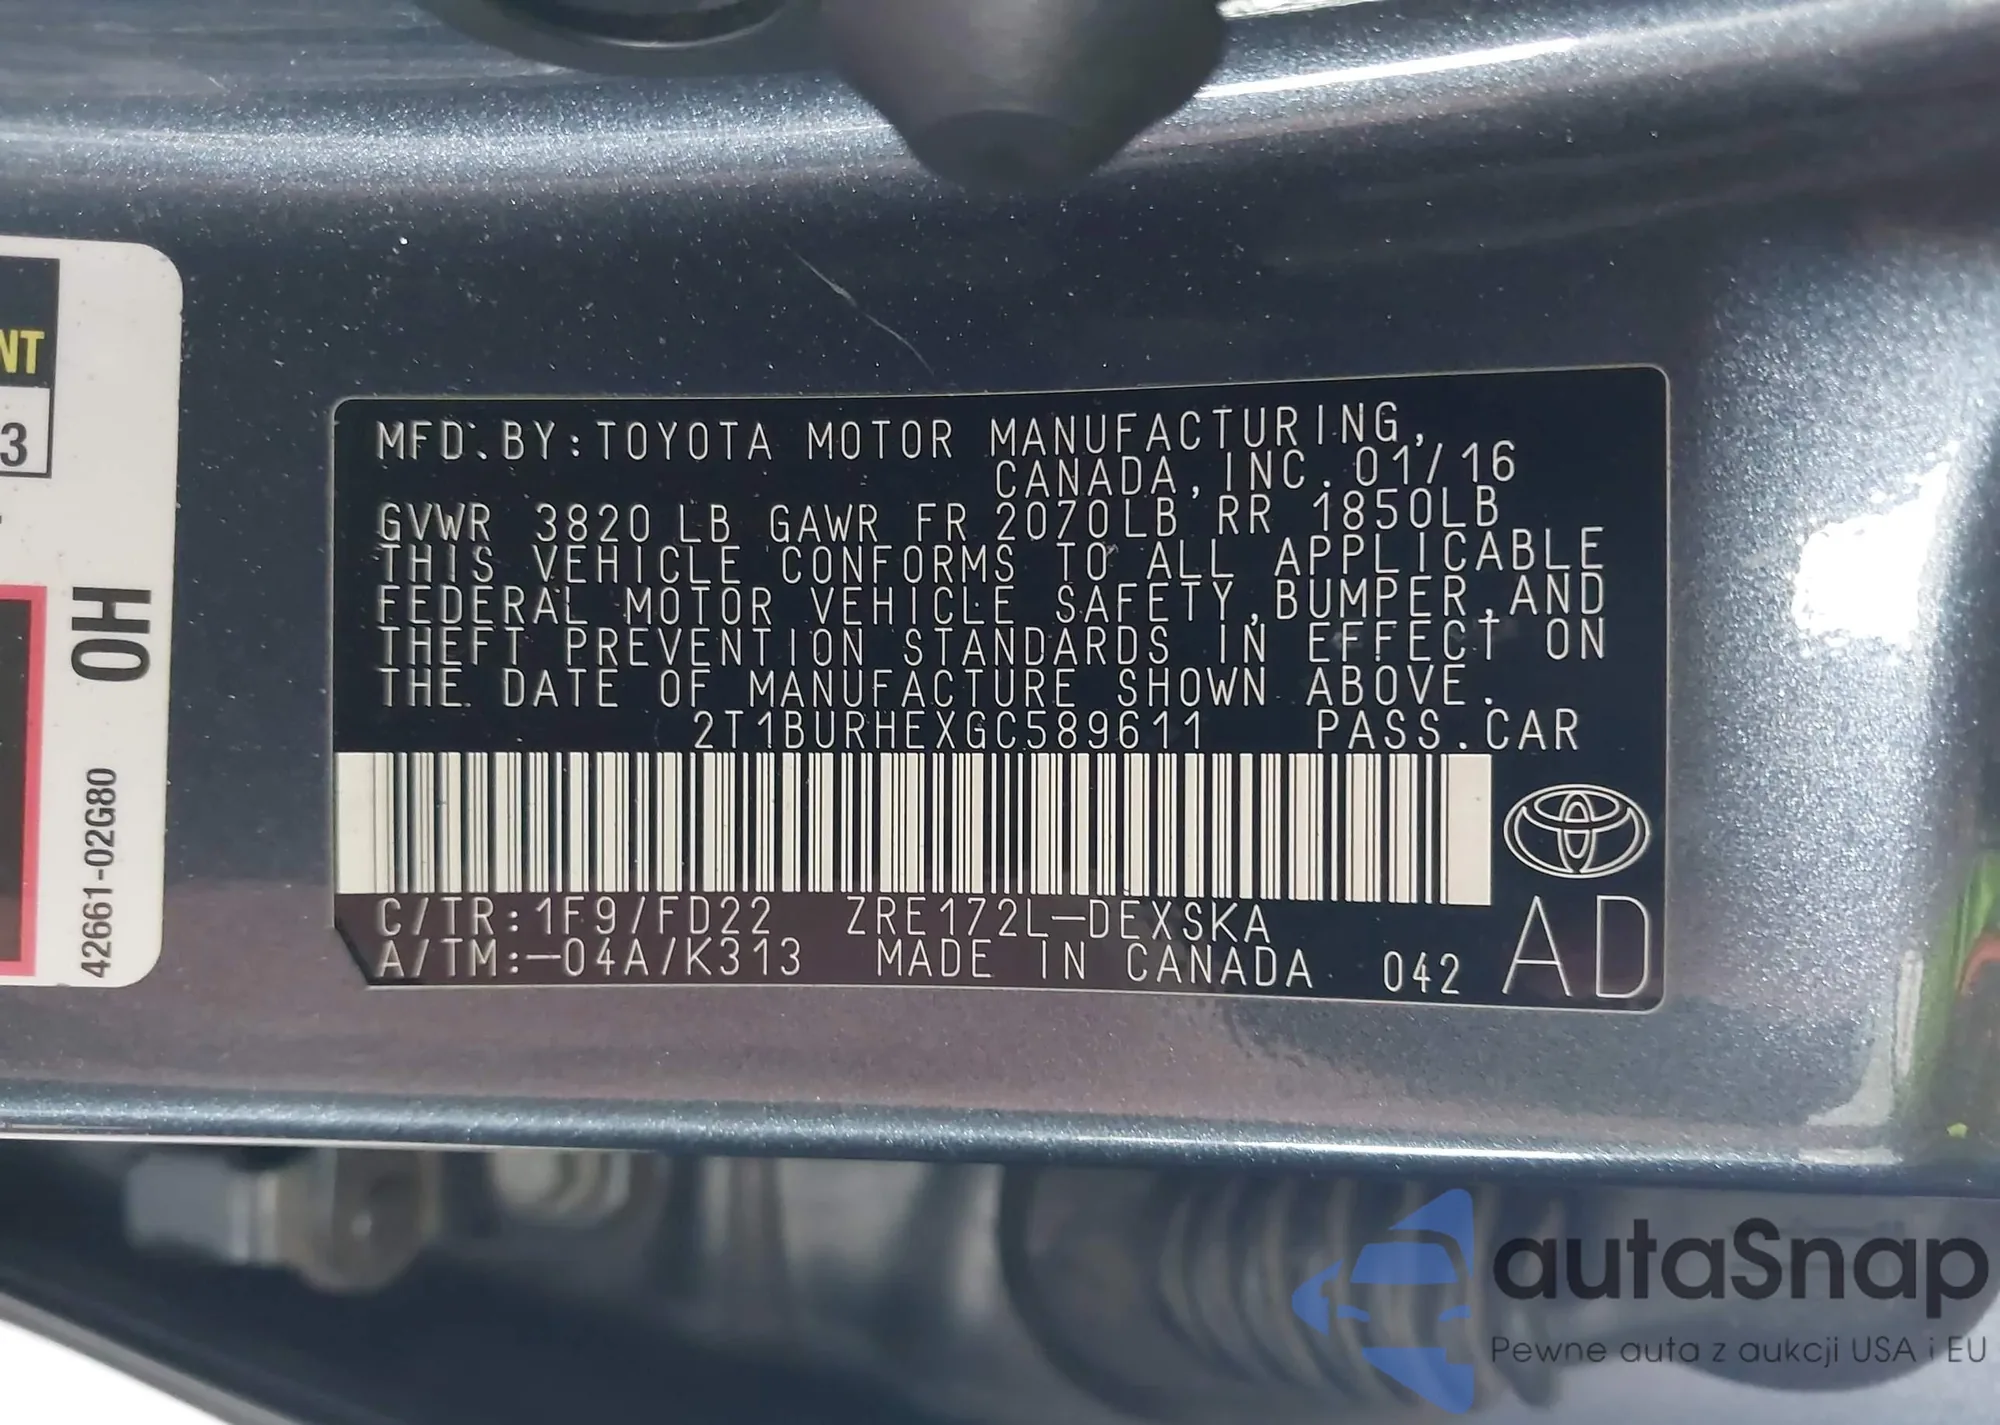 NT
3
OH
42661-02G80
MFD.BY:TOYOTA MOTOR MANUFACTURING,
CANADA,INC.01/16
GVWR 3820 LB GAWR FR 2070LB RR 1850LB
THIS VEHICLE CONFORMS TO ALL APPLICABLE
FEDERAL MOTOR VEHICLE SAFETY,BUMPER,AND
THEFT PREVENTION STANDARDS IN EFFECT ON
THE DATE OF MANUFACTURE SHOWN ABOVE.
2T1BURHEXGC589611 PASS.CAR
C/TR:1F9/FD22 ZRE172L-DEXSKA
A/TM:-04A/K313 MADE IN CANADA 042 AD
autaSnap
Pewne auta z aukcji USA i EU